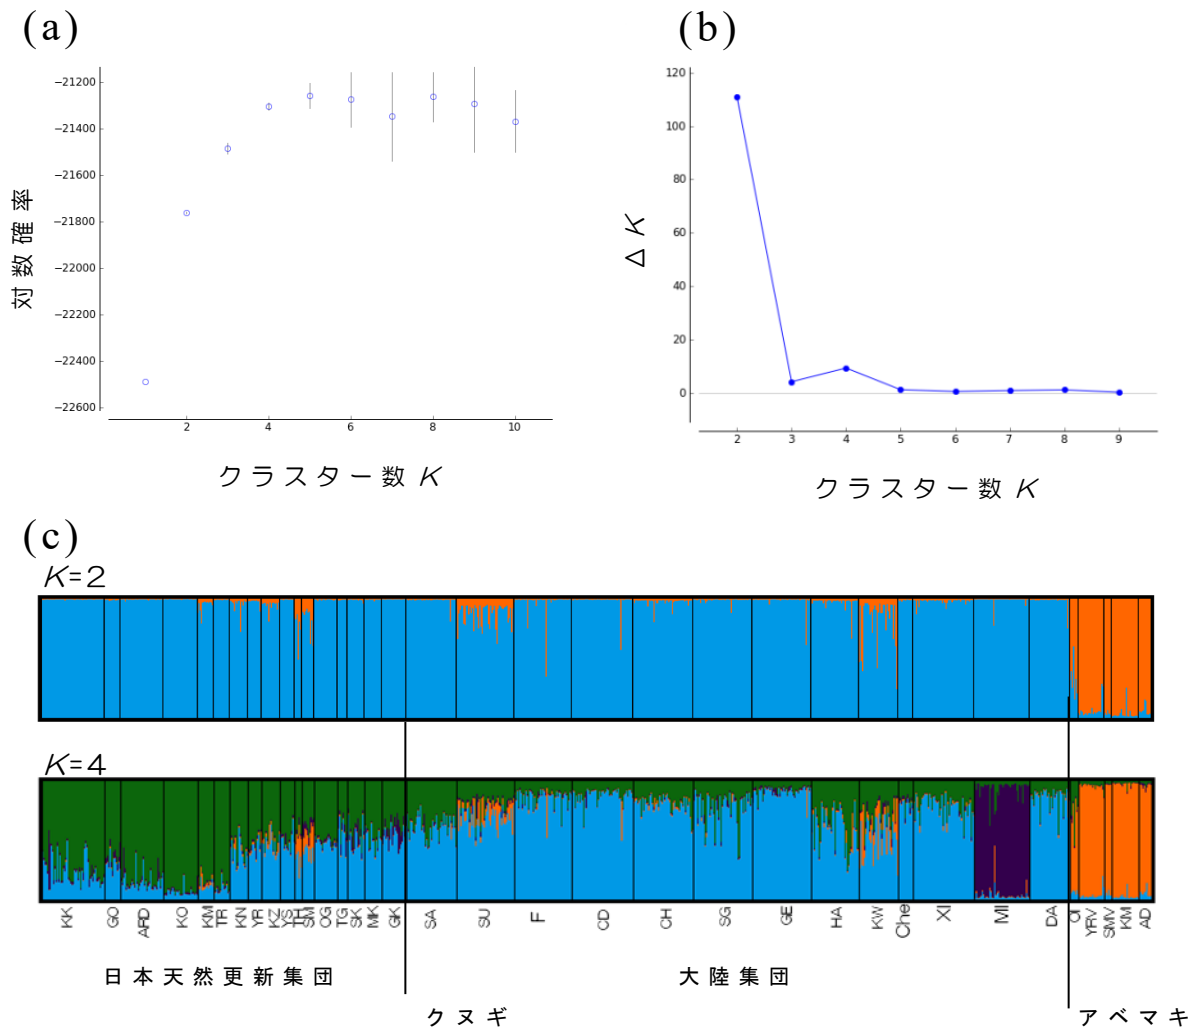 (a)
−21200
−21400
−21600
−21800
−22000
−22200
−22400
−22600
2 4 6 8 10
対数確率
クラスター数 K
(b)
120
100
80
60
40
20
0
2 3 4 5 6 7 8 9
ΔK
クラスター数 K
(c)
K=2
K=4
KK GO ARD KO KM TR KN YR KZ YS TH SM OG TG SK MK GK SA SU F CD CH SG GE HA KW Che XI MI DA YRV SMV KM AD
日本天然更新集団 大陸集団
クヌギ アベマキ